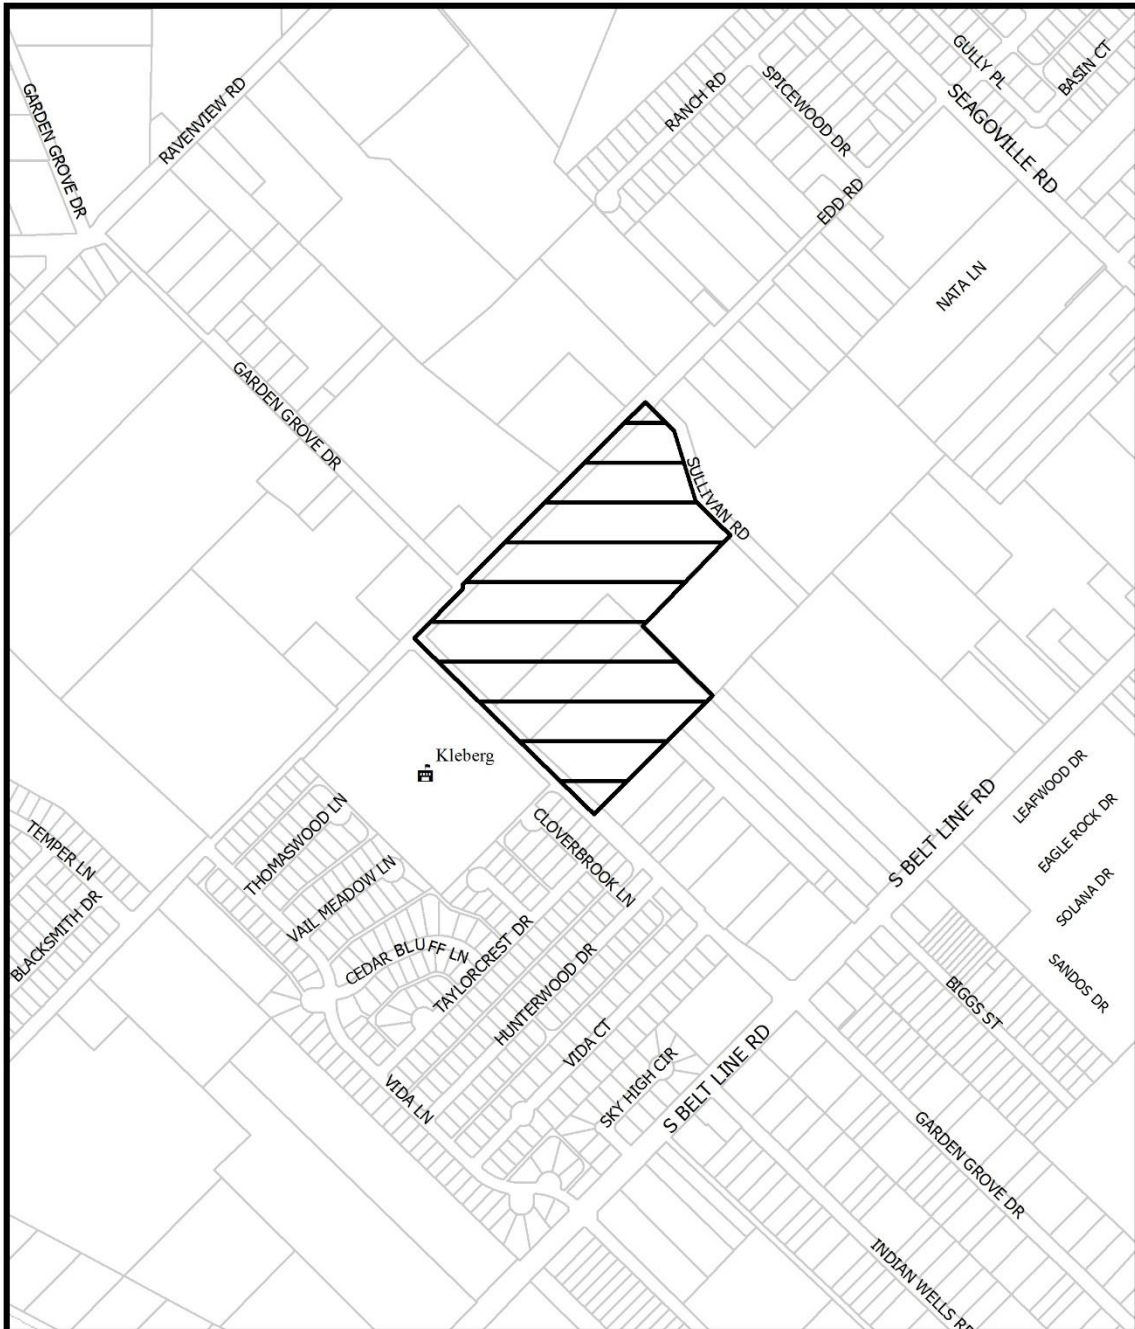 GULLY PL
BASIN CT
RANCH RD
SPICEWOOD DR
SEAGOVILLE RD
GARDEN GROVE DR
RAVENVIEW RD
EDD RD
NATA LN
GARDEN GROVE DR
SULLIVAN RD
Kleberg
THOMASWOOD LN
CLOVERBROOK LN
LEAFWOOD DR
S BELT LINE RD
EAGLE ROCK DR
TEMPER LN
VAIL MEADOW LN
SOLANA DR
BLACKSMITH DR
CEDAR BLUFF LN
TAYLORCREST DR
HUNTERWOOD DR
SANDOS DR
BIGGS ST
VIDA CT
VIDA LN
SKY HIGH CIR
S BELT LINE RD
GARDEN GROVE DR
INDIAN WELLS RD